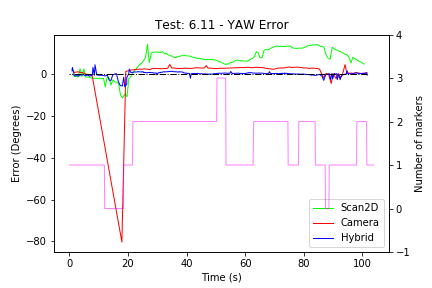 Test: 6.11 - YAW Error
Error (Degrees)
0
−20
−40
−60
−80
4
3
2
1
0
−1
Number of markers
Scan2D
Camera
Hybrid
0 20 40 60 80 100
Time (s)